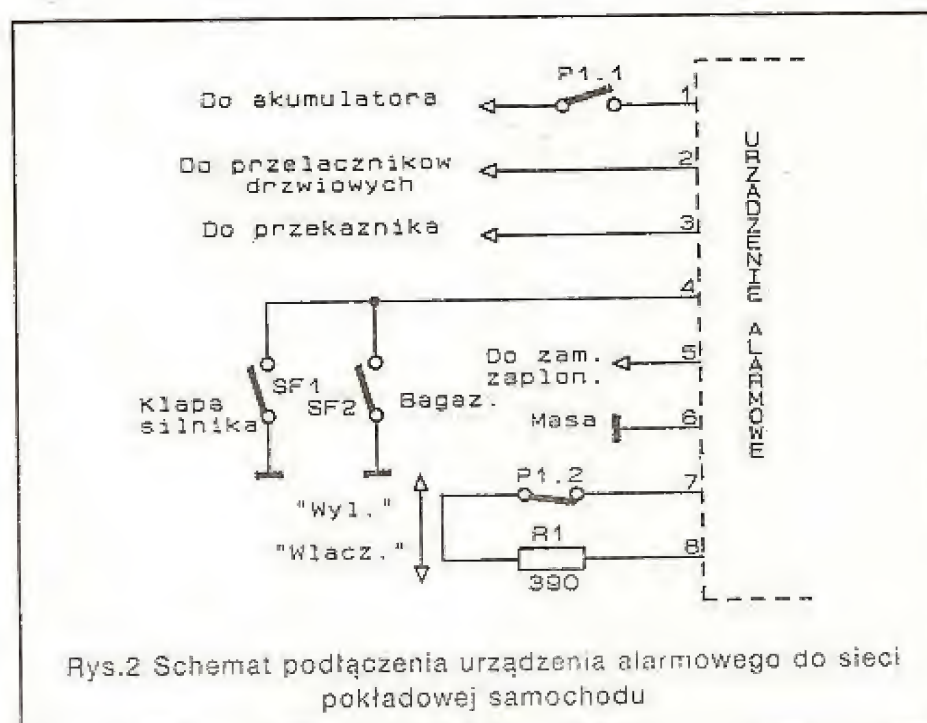 P1.1
Do akumulatora
1
Do przelacznikow
drzwiowych
2
Do przekaznika
3
4
SF1
SF2
Klapa
silnika
Bagaz.
Do zam.
zaplon.
5
Masa
6
"Wyl."
"Wlacz."
P1.2
7
R1
390
8
URZADZENIE ALARMOWE
Rys.2 Schemat podłączenia urządzenia alarmowego do sieci
pokładowej samochodu